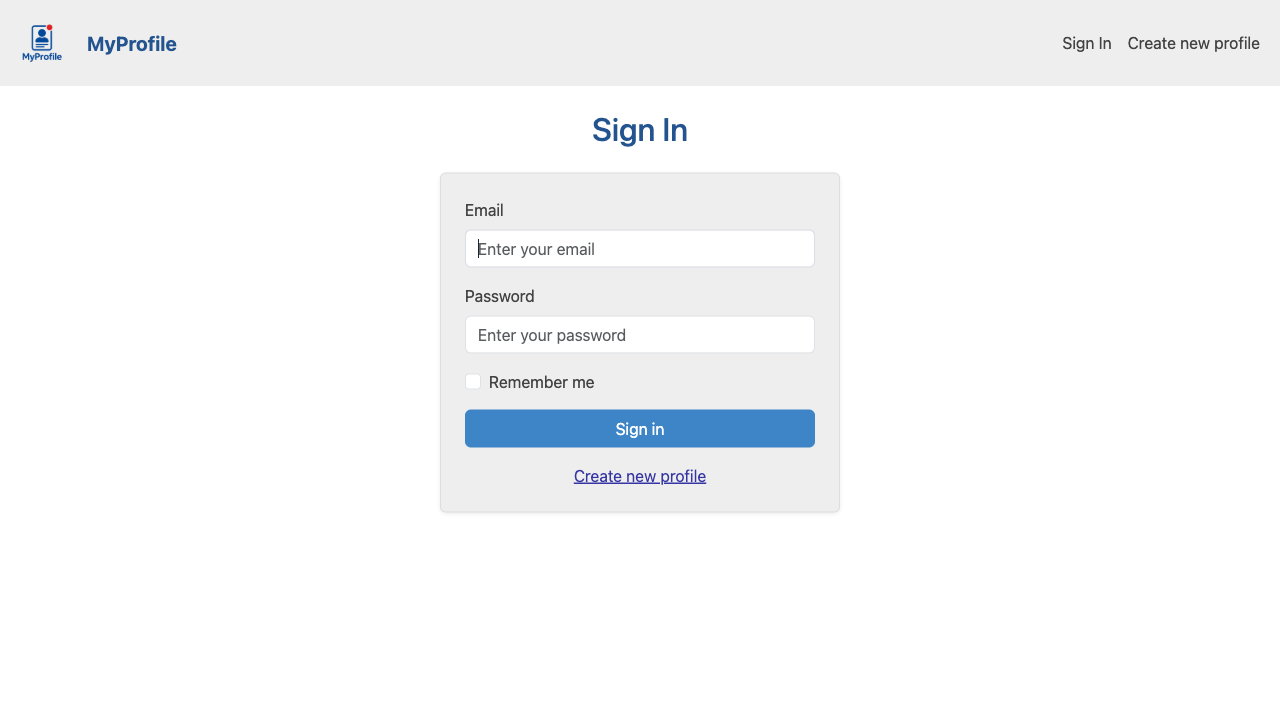 MyProfile
MyProfile
Sign In
Create new profile
Sign In
Email
Enter your email
Password
Enter your password
Remember me
Sign in
Create new profile